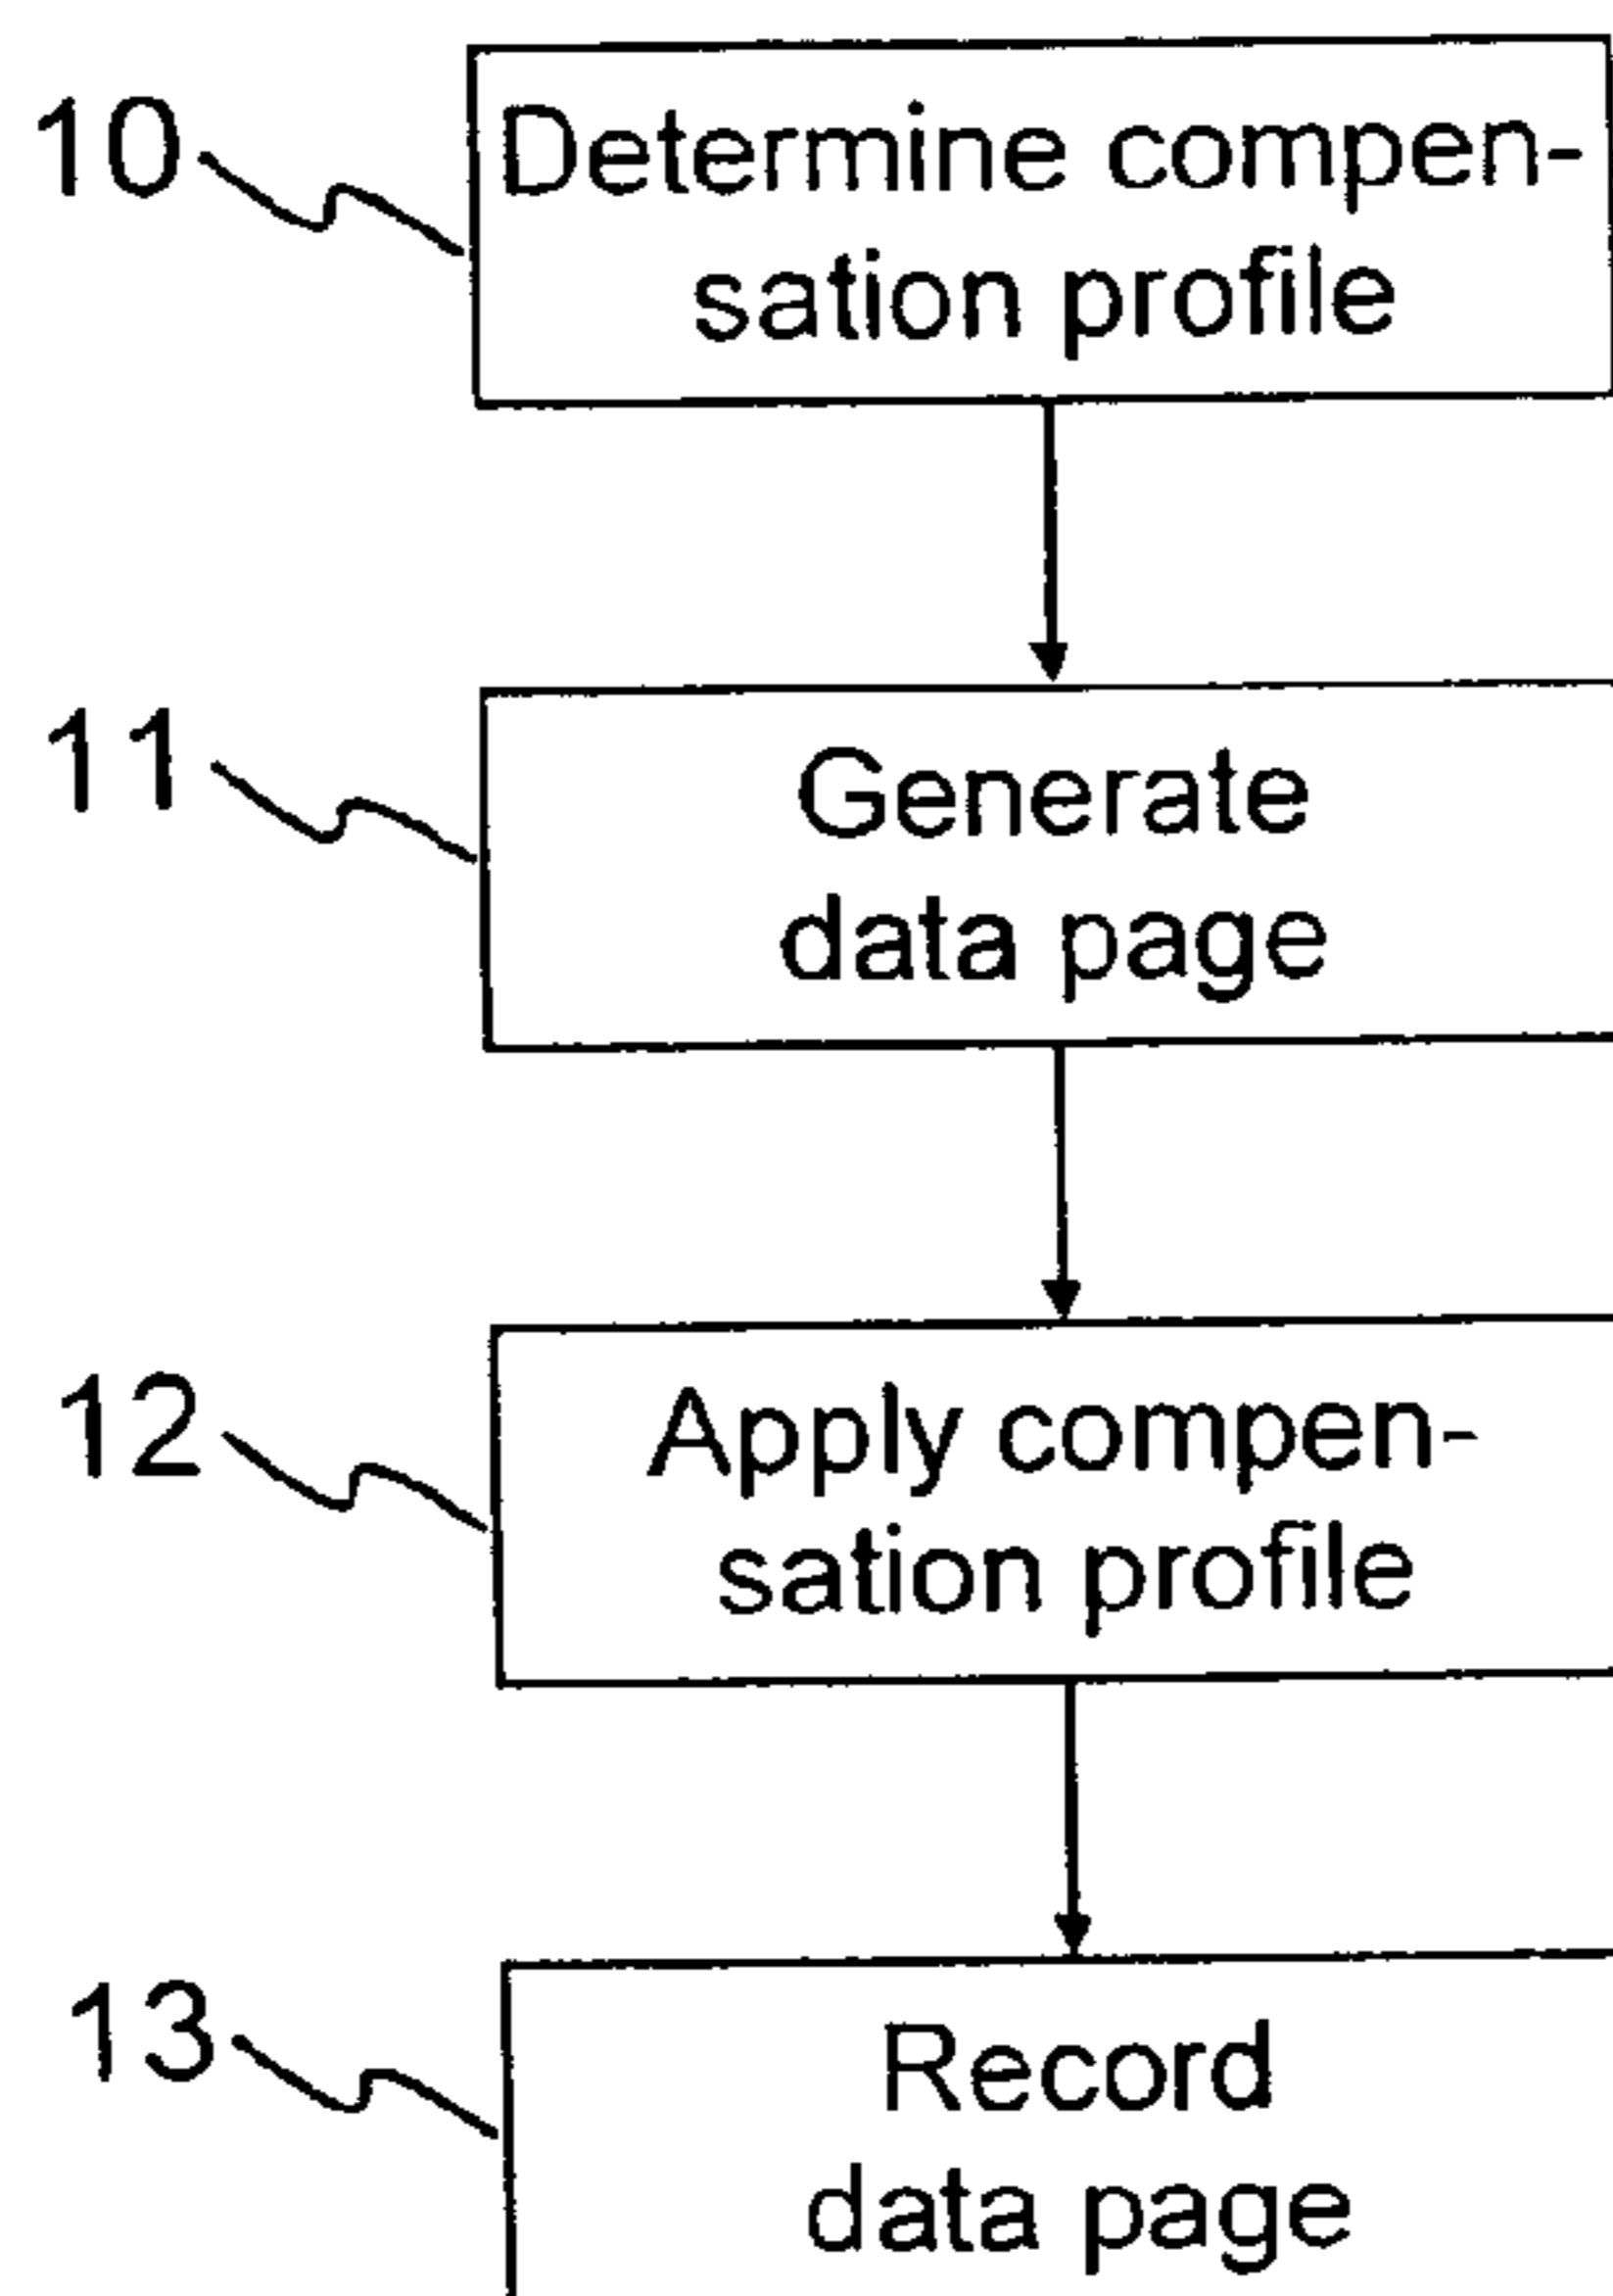 10
Determine compen-
sation profile
11
Generate
data page
12
Apply compen-
sation profile
13
Record
data page